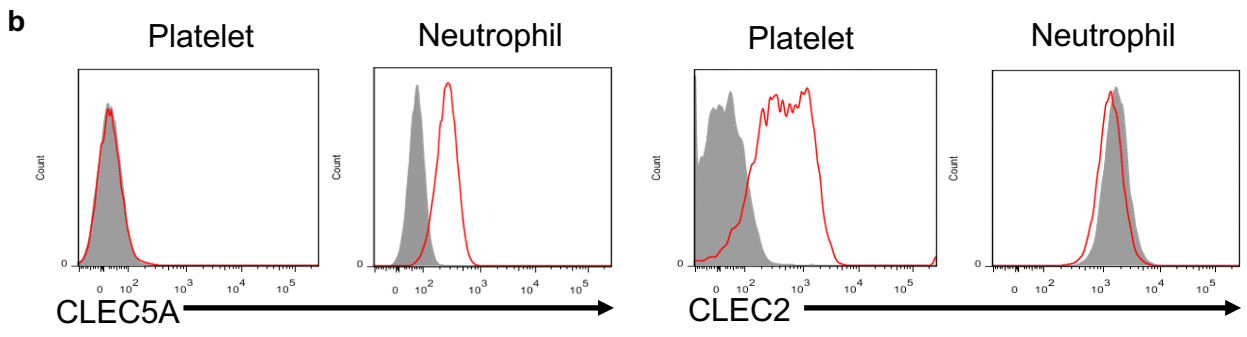 b
Platelet Neutrophil Platelet Neutrophil
Count Count Count Count
0 0 0 0
0 10² 10³ 10⁴ 10⁵ 0 10² 10³ 10⁴ 10⁵ 0 10² 10³ 10⁴ 10⁵ 0 10² 10³ 10⁴ 10⁵
CLEC5A CLEC2